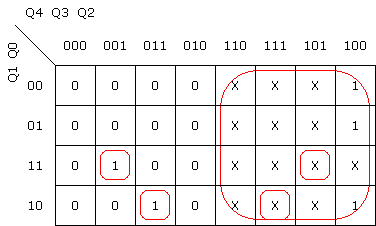 Q4 Q3 Q2
Q1 Q0
000 001 011 010 110 111 101 100
00 0 0 0 0 X X X 1
01 0 0 0 0 X X X 1
11 0 1 0 0 X X X X
10 0 0 1 0 X X X 1